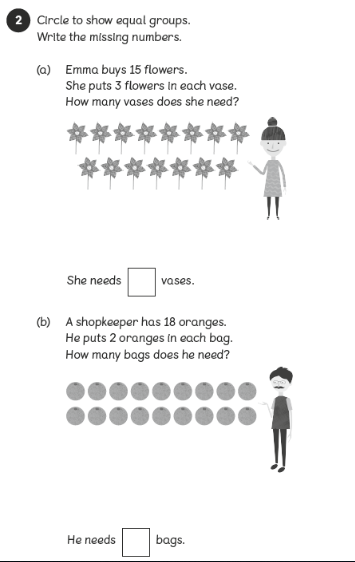 2 Circle to show equal groups.
Write the missing numbers.
(a) Emma buys 15 flowers.
She puts 3 flowers in each vase.
How many vases does she need?
She needs vases.
(b) A shopkeeper has 18 oranges.
He puts 2 oranges in each bag.
How many bags does he need?
He needs bags.